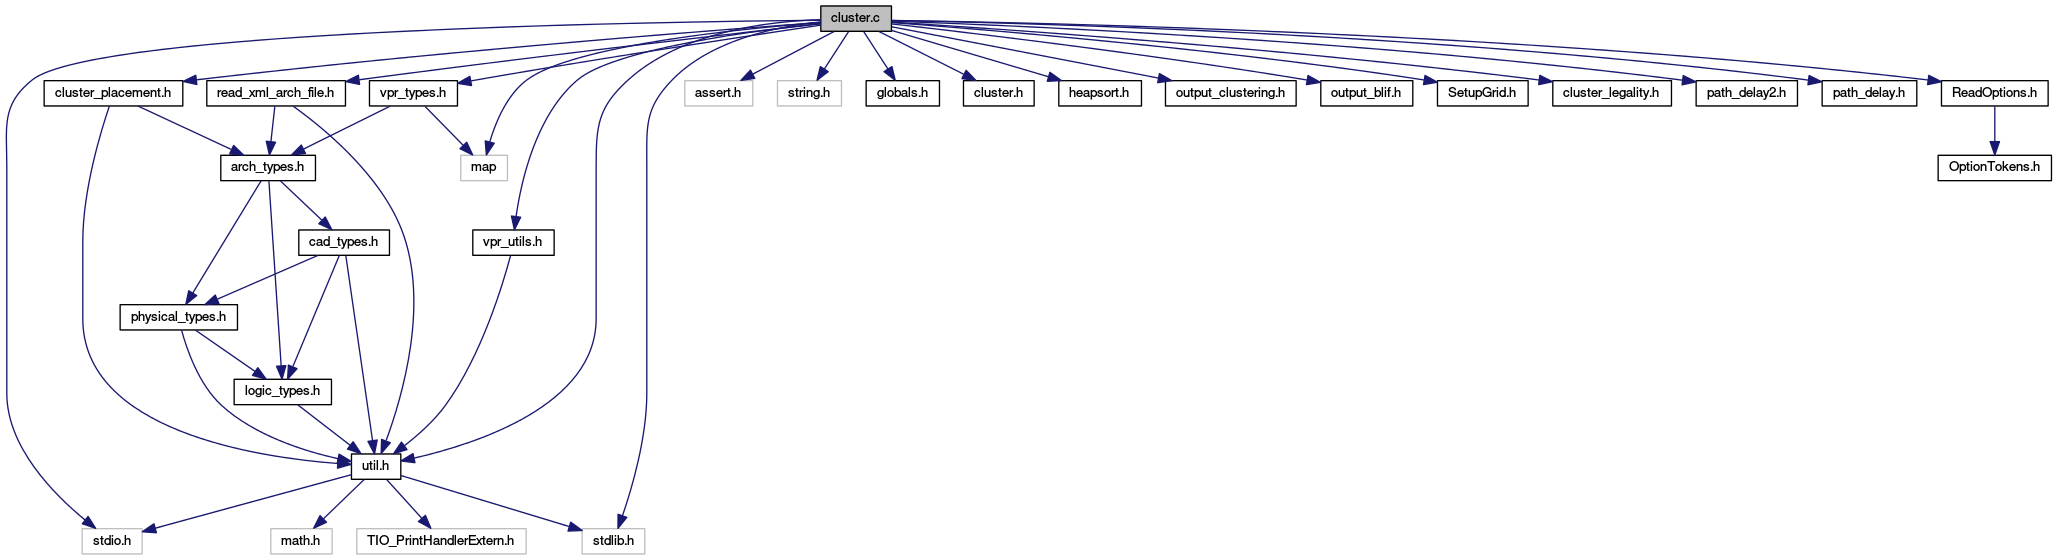 cluster.c
cluster_placement.h
read_xml_arch_file.h
vpr_types.h
assert.h
string.h
globals.h
cluster.h
heapsort.h
output_clustering.h
output_blif.h
SetupGrid.h
cluster_legality.h
path_delay2.h
path_delay.h
ReadOptions.h
arch_types.h
map
OptionTokens.h
cad_types.h
vpr_utils.h
physical_types.h
logic_types.h
util.h
stdio.h
math.h
TIO_PrintHandlerExtern.h
stdlib.h